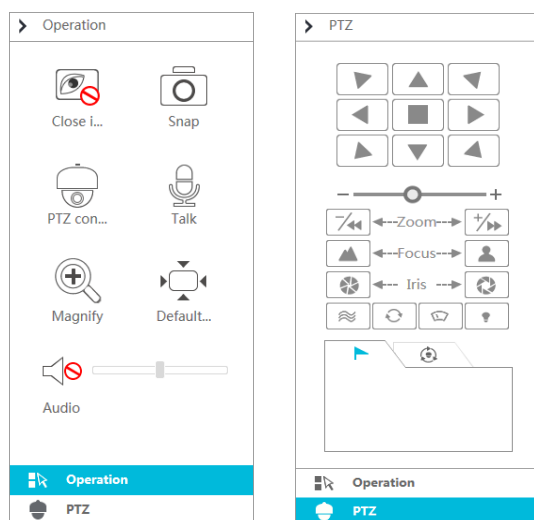 Operation
Close i...
Snap
PTZ con...
Talk
Magnify
Default...
Audio
Operation
PTZ
PTZ
Zoom
Focus
Iris
Operation
PTZ